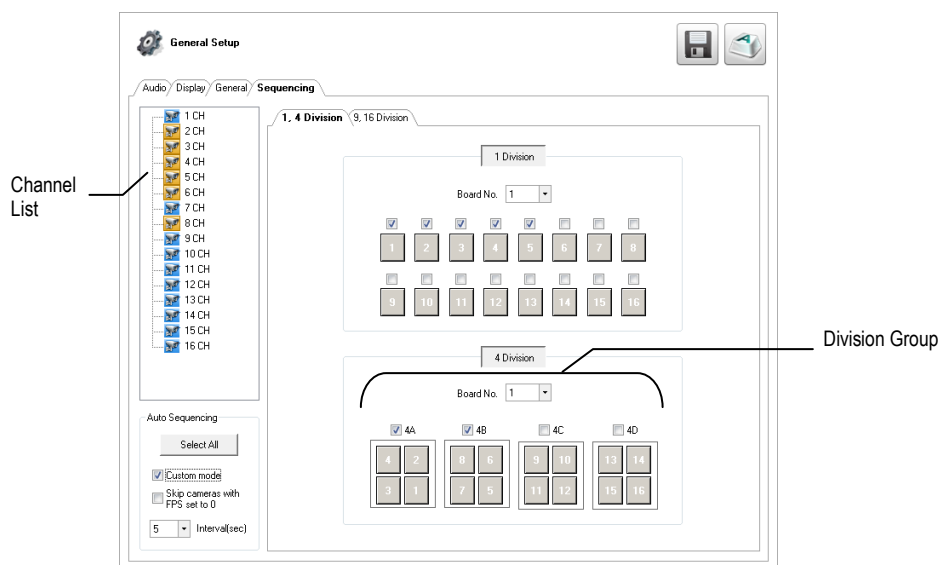 General Setup
Audio Display General Sequencing
1 CH
2 CH
3 CH
4 CH
5 CH
6 CH
7 CH
8 CH
9 CH
10 CH
11 CH
12 CH
13 CH
14 CH
15 CH
16 CH
Channel
List
Auto Sequencing
Select All
Custom mode
Skip cameras with
FPS set to 0
5 Interval(sec)
1, 4 Division 9, 16 Division
1 Division
Board No. 1
1 2 3 4 5 6 7 8
9 10 11 12 13 14 15 16
4 Division
Board No. 1
4A 4B 4C 4D
4 2 8 6 9 10 13 14
3 1 7 5 11 12 15 16
Division Group